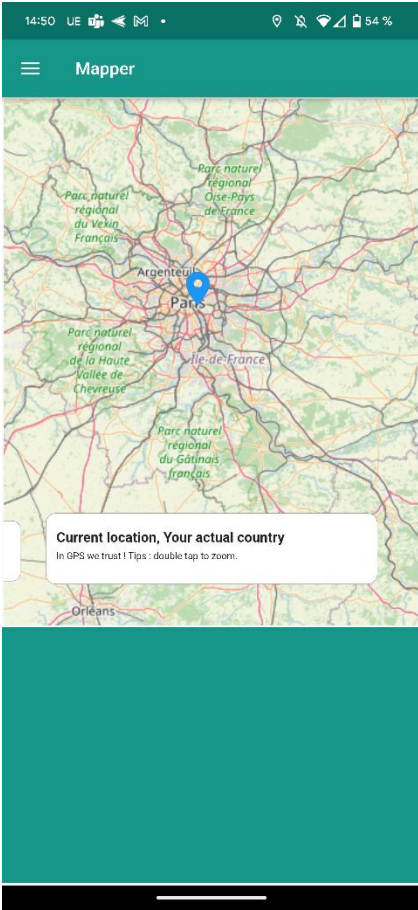 14:50 UE 54 %
Mapper
Parc naturel
régional
Oise-Pays
de France
Parc naturel
régional
du Vexin
Français
Argenteuil
Paris
Parc naturel
régional
de la Haute
Vallée de
Chevreuse
Île-de-France
Parc naturel
régional
du Gâtinais
français
Current location, Your actual country
In GPS we trust ! Tips : double tap to zoom.
Orléans